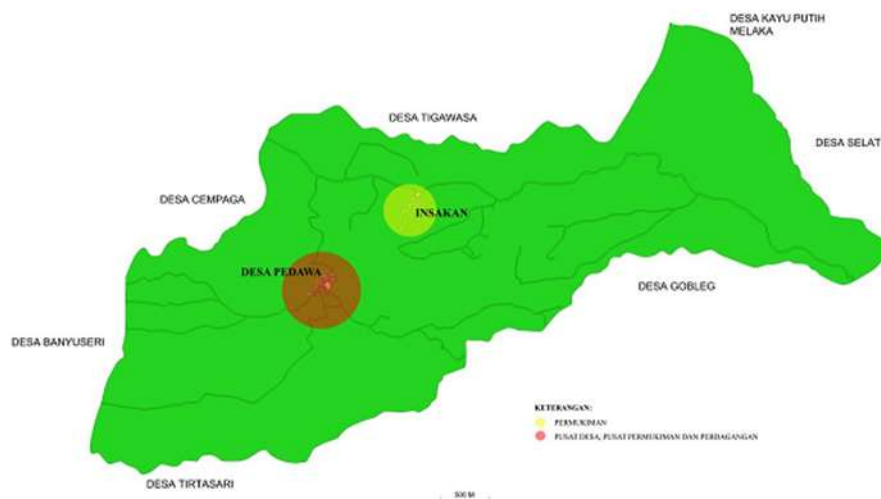 DESA KAYU PUTIH
MELAKA
DESA TIGAWASA
DESA SELAT
DESA CEMPAGA
INSAKAN
DESA PEDAWA
DESA GOBLEG
DESA BANYUSERI
KETERANGAN:
PERMUKIMAN
PUSAT DESA, PUSAT PERMUKIMAN DAN PERDAGANGAN
DESA TIRTASARI
500 M